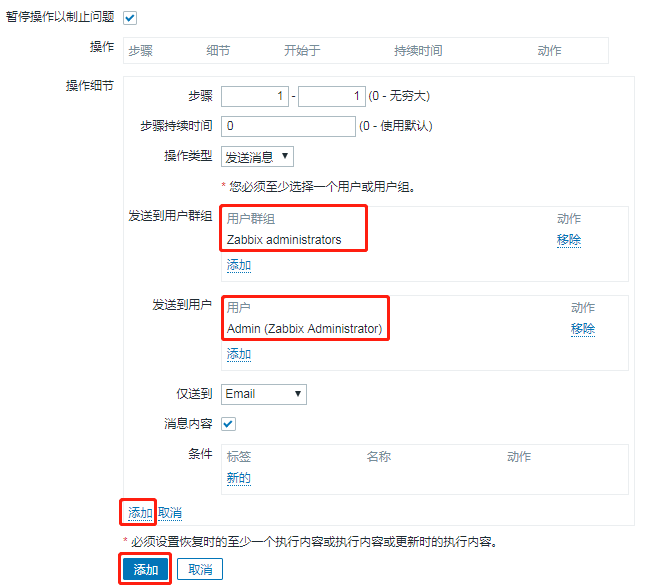 暂停操作以制止问题
操作 步骤 细节 开始于 持续时间 动作
操作细节
步骤 1 - 1 (0 - 无穷大)
步骤持续时间 0 (0 - 使用默认)
操作类型 发送消息
* 您必须至少选择一个用户或用户组。
发送到用户群组 用户群组 动作
Zabbix administrators 移除
添加
发送到用户 用户 动作
Admin (Zabbix Administrator) 移除
添加
仅送到 Email
消息内容
条件 标签 名称 动作
新的
添加 取消
* 必须设置恢复时的至少一个执行内容或执行内容或更新时的执行内容。
添加 取消